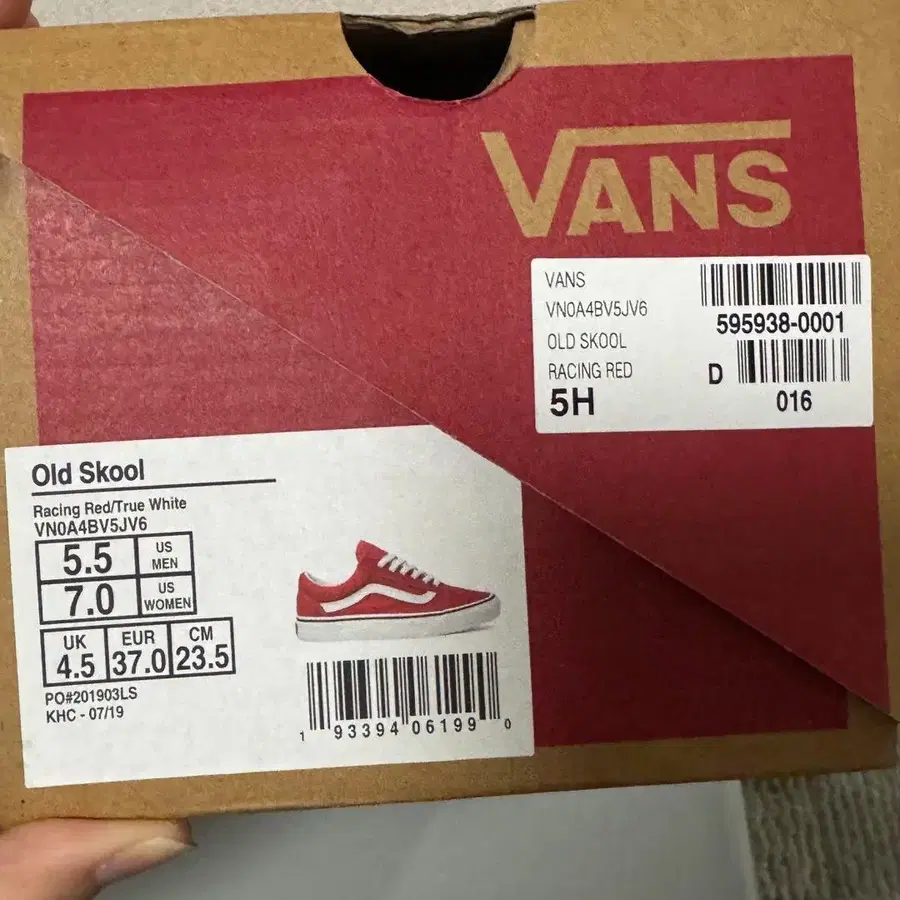 VANS
VANS
VN0A4BV5JV6
OLD SKOOL
RACING RED
5H
595938-0001
D
016
Old Skool
Racing Red/True White
VN0A4BV5JV6
5.5 US MEN
7.0 US WOMEN
UK EUR CM
4.5 37.0 23.5
PO#201903LS
KHC - 07/19
1 93394 06199 0